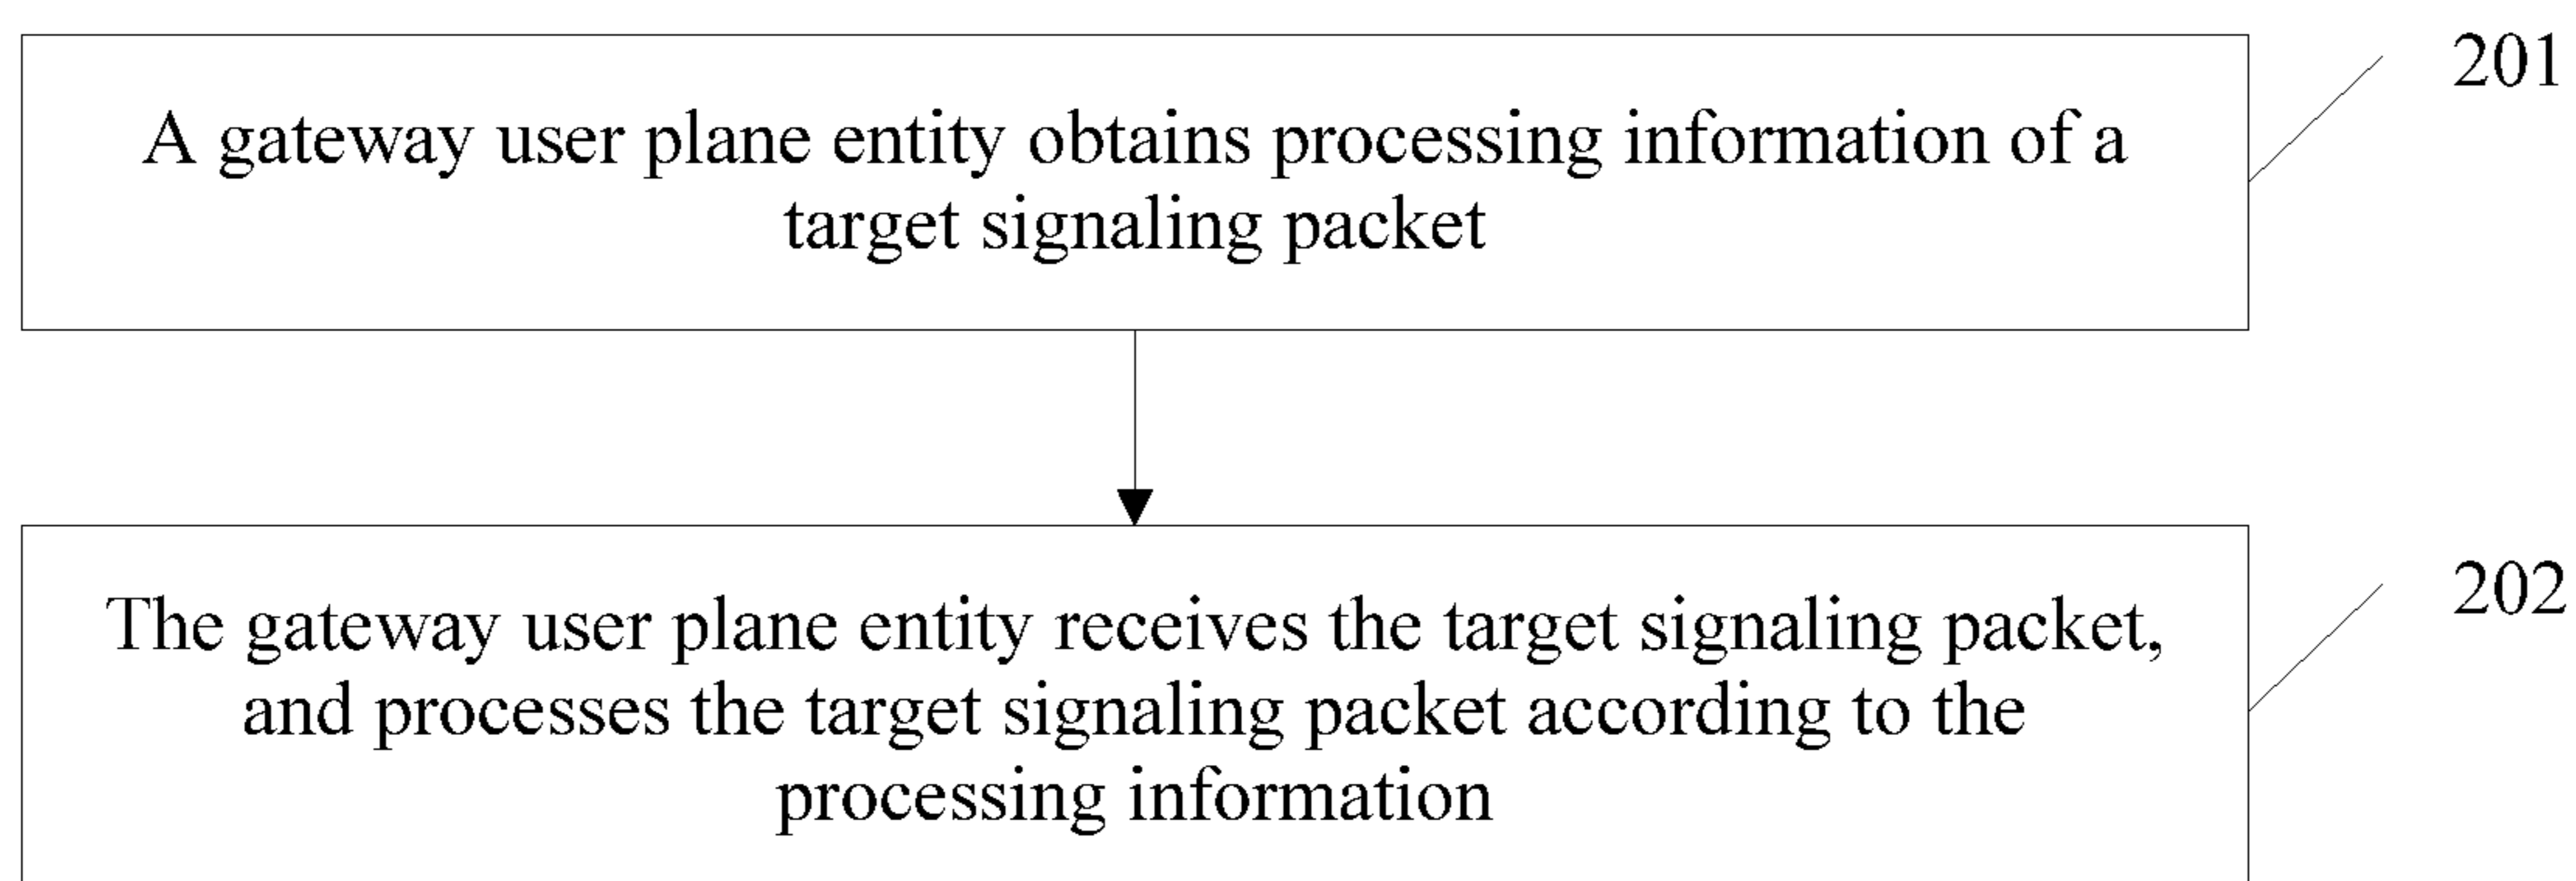 A gateway user plane entity obtains processing information of a
target signaling packet
201
The gateway user plane entity receives the target signaling packet,
and processes the target signaling packet according to the
processing information
202